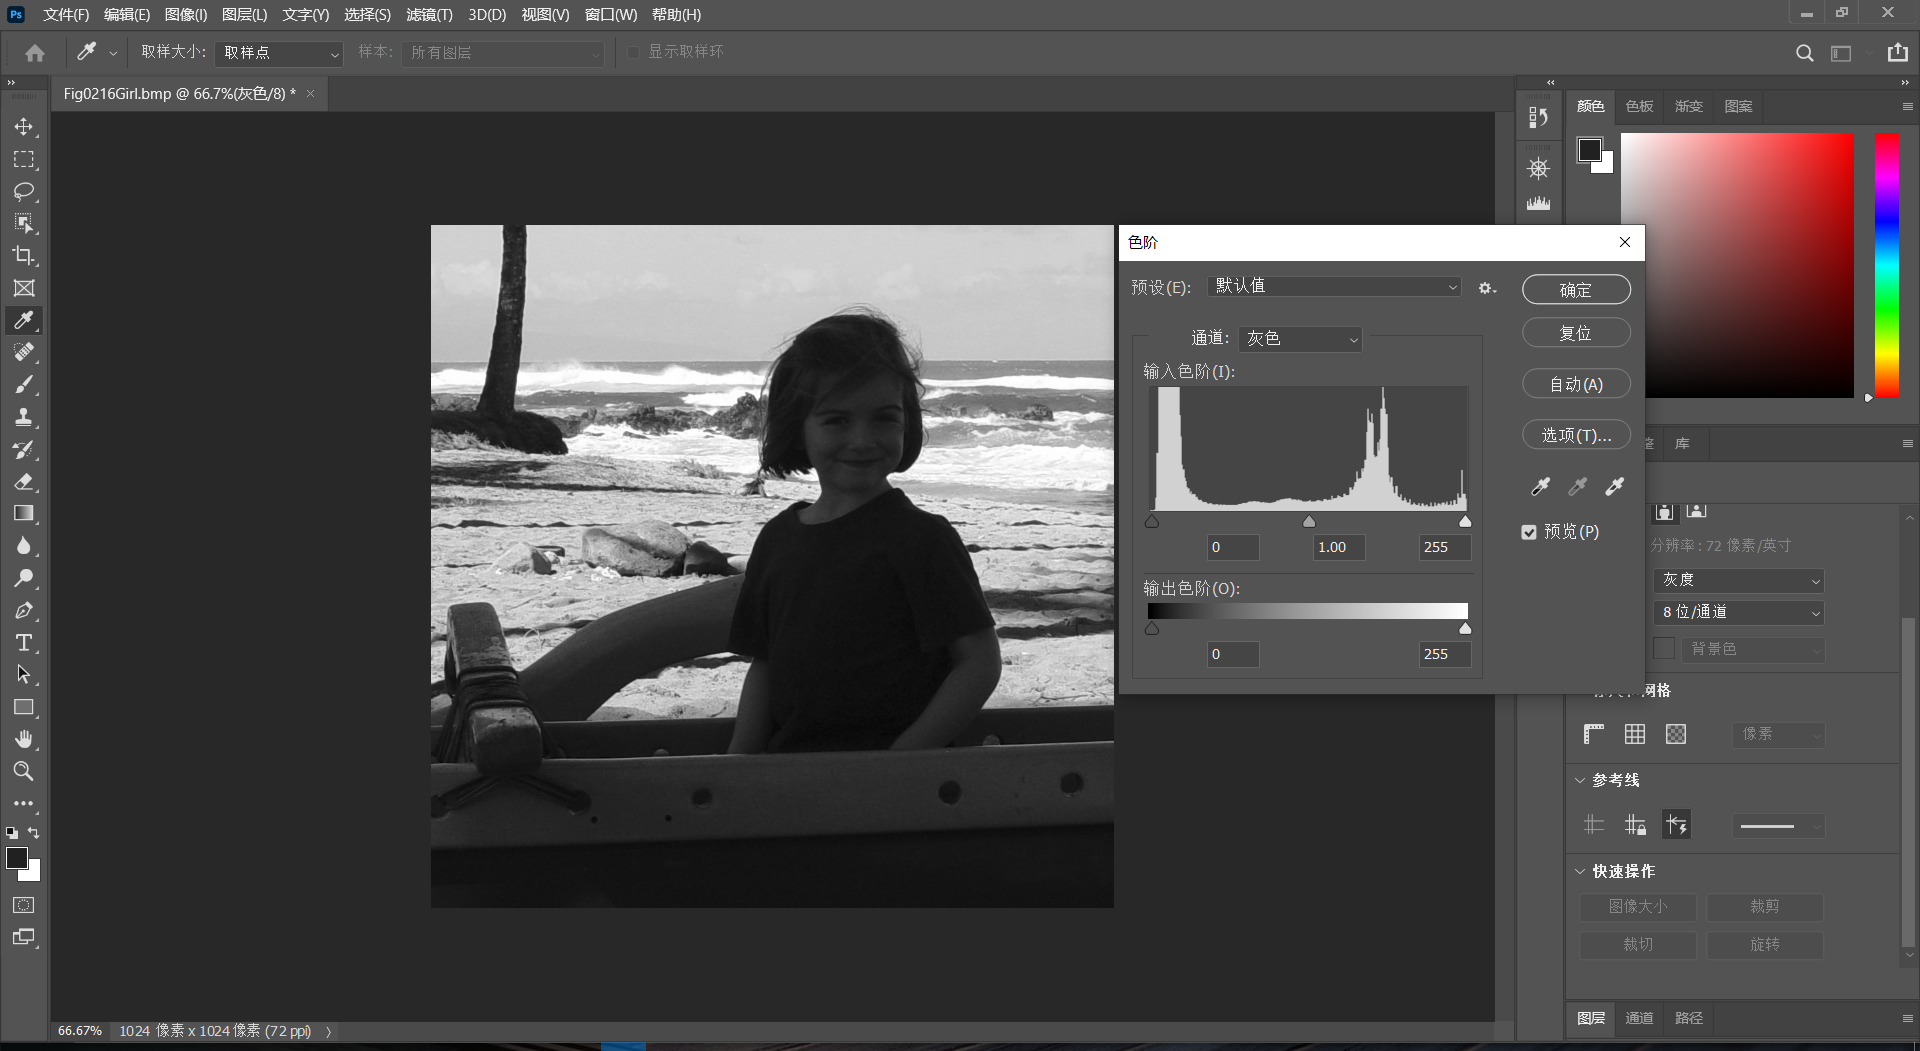 Ps 文件(F) 编辑(E) 图像(I) 图层(L) 文字(Y) 选择(S) 滤镜(T) 3D(D) 视图(V) 窗口(W) 帮助(H)
取样大小: 取样点 样本: 所有图层 显示取样环
Fig0216Girl.bmp @ 66.7%(灰色/8) * ×
颜色 色板 渐变 图案
色阶
预设(E): 默认值 确定
通道: 灰色 复位
输入色阶(I):
自动(A)
选项(T)...
库
0 1.00 255
预览(P)
分辨率: 72 像素/英寸
灰度
输出色阶(O):
8 位/通道
0 255
背景色
网格
像素
参考线
快速操作
图像大小 裁剪
裁切 旋转
图层 通道 路径
66.67% 1024 像素 x 1024 像素 (72 ppi)